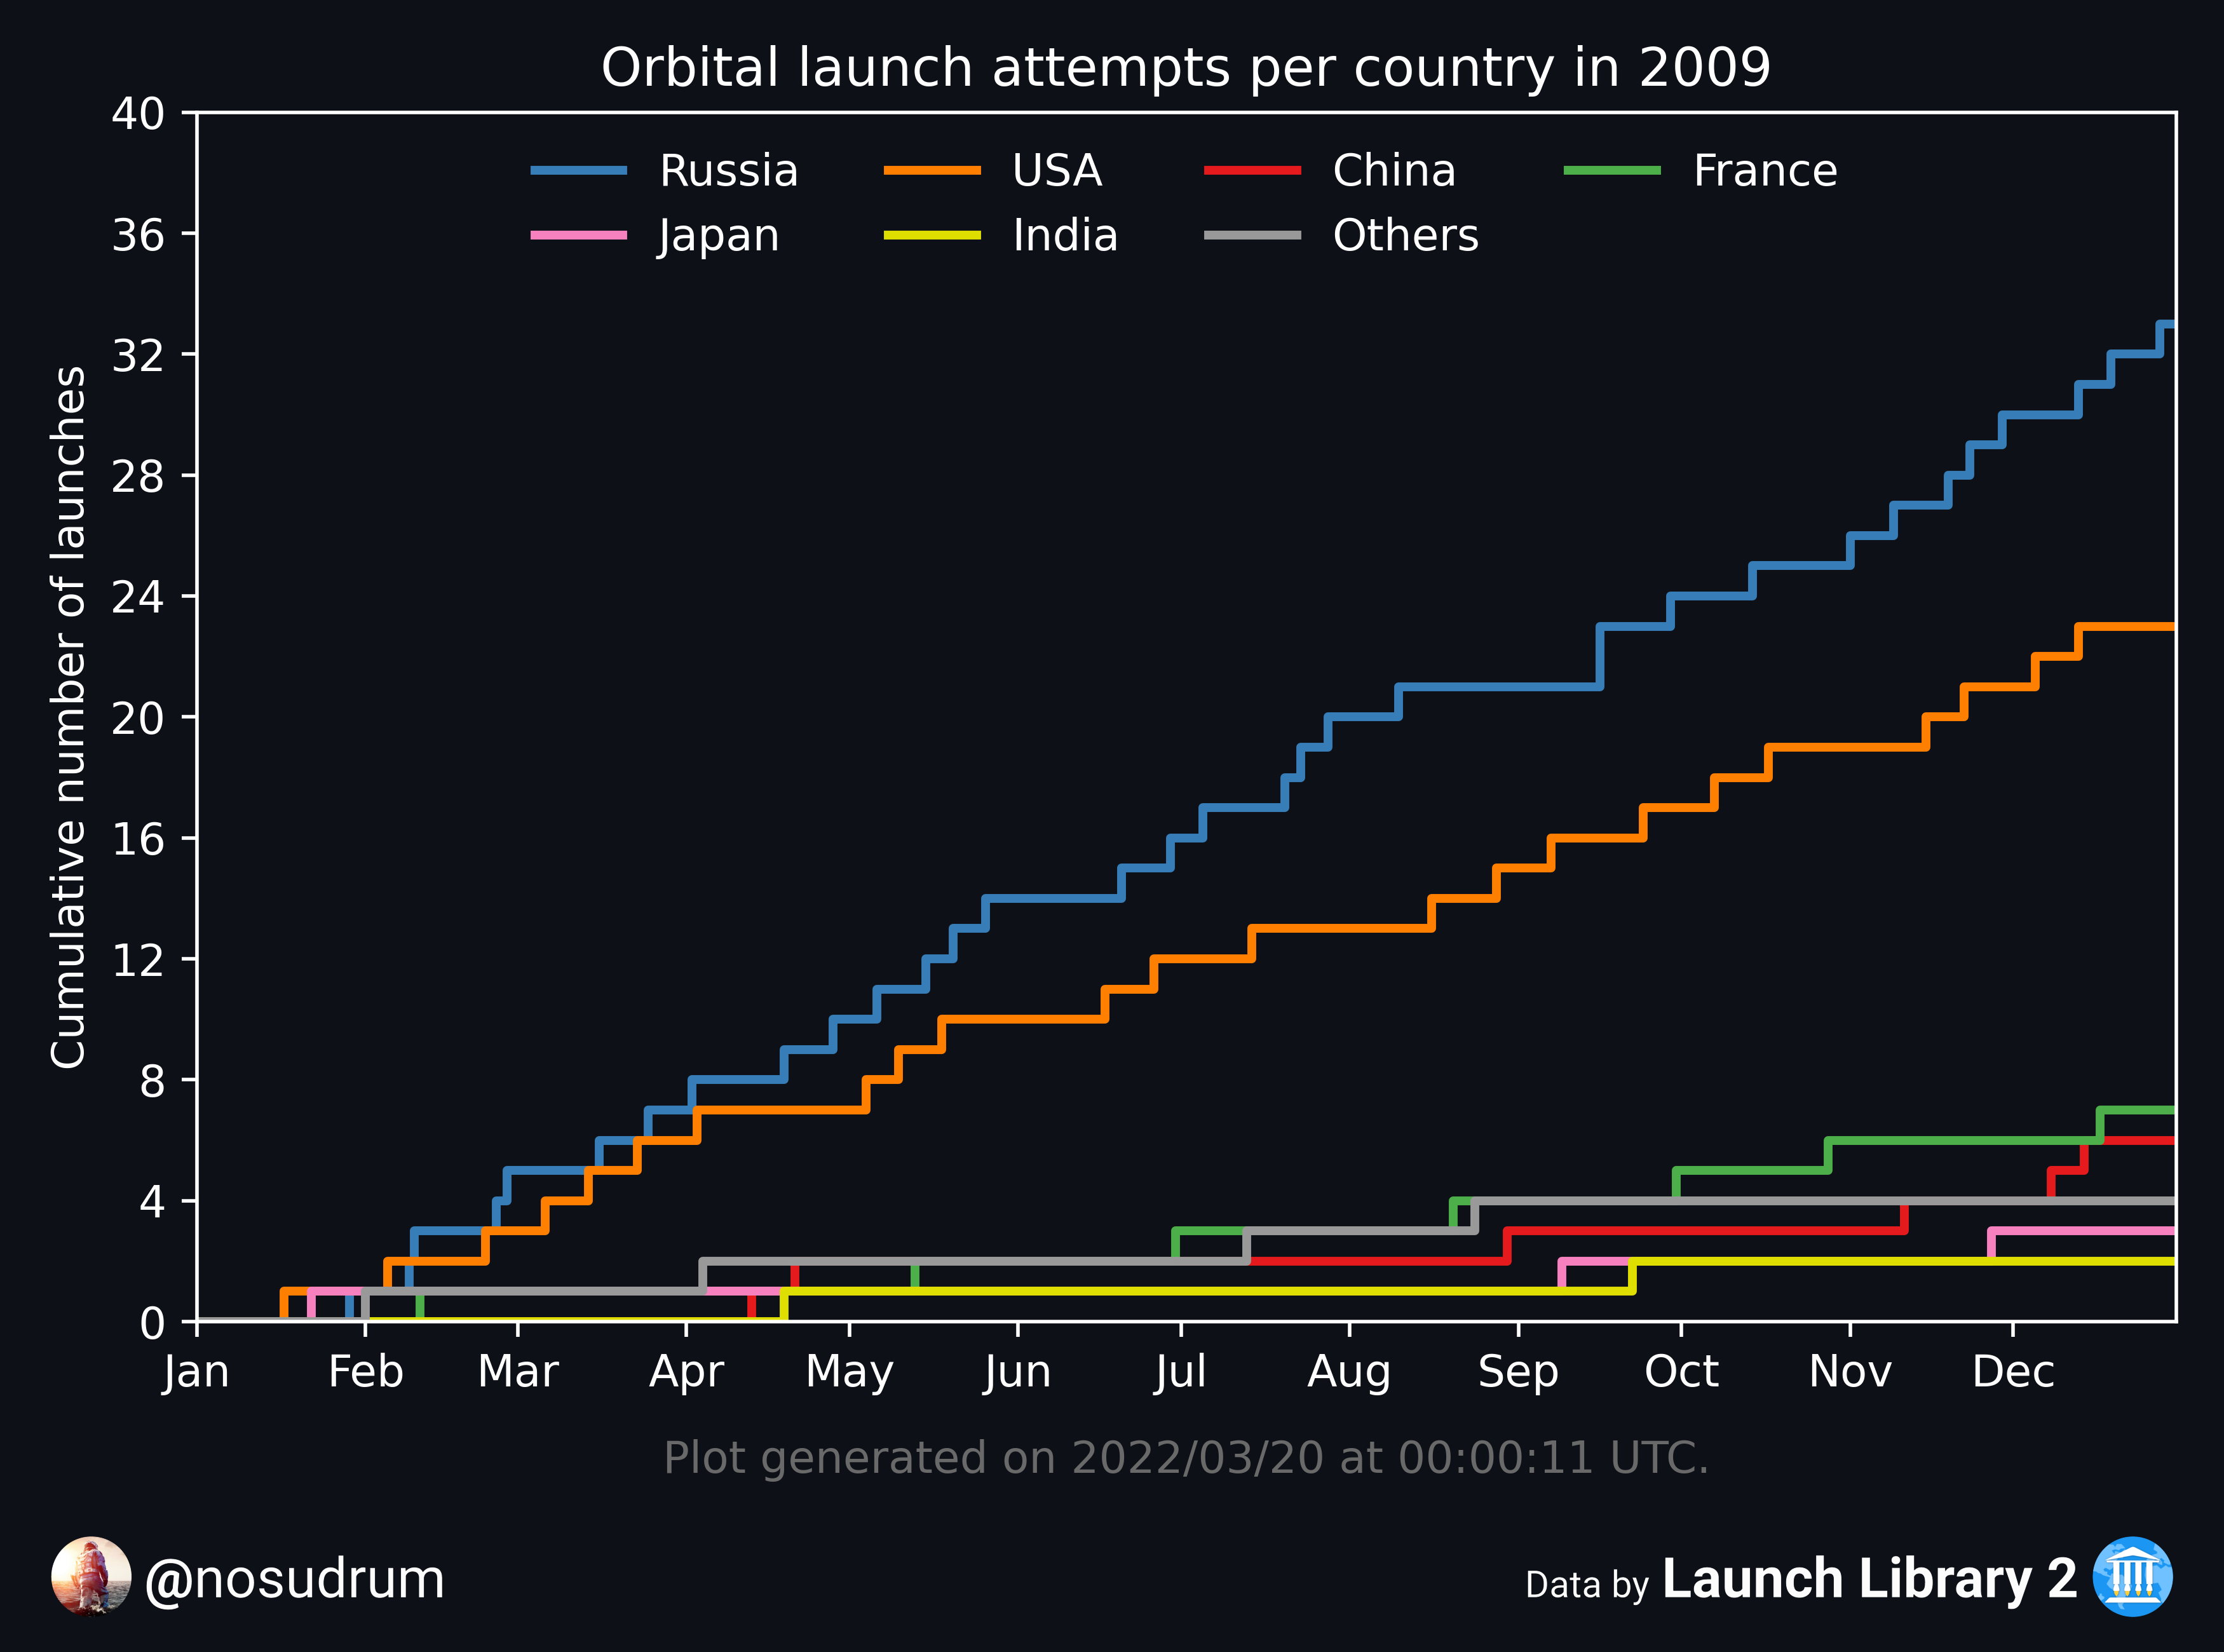 Orbital launch attempts per country in 2009
40
36
32
28
24
20
16
12
8
4
0
Cumulative number of launches
Russia USA China France
Japan India Others
Jan Feb Mar Apr May Jun Jul Aug Sep Oct Nov Dec
Plot generated on 2022/03/20 at 00:00:11 UTC.
@nosudrum
Data by Launch Library 2